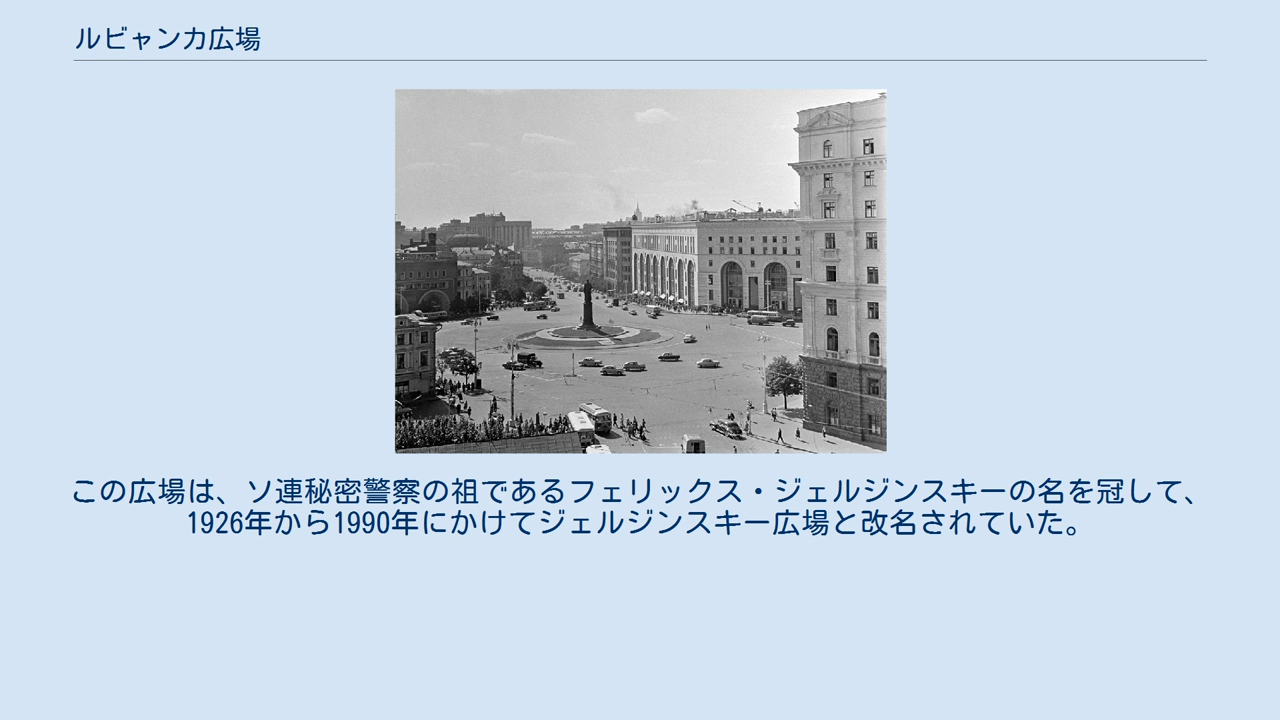 ルビャンカ広場
この広場は、ソ連秘密警察の祖であるフェリックス・ジェルジンスキーの名を冠して、
1926年から1990年にかけてジェルジンスキー広場と改名されていた。